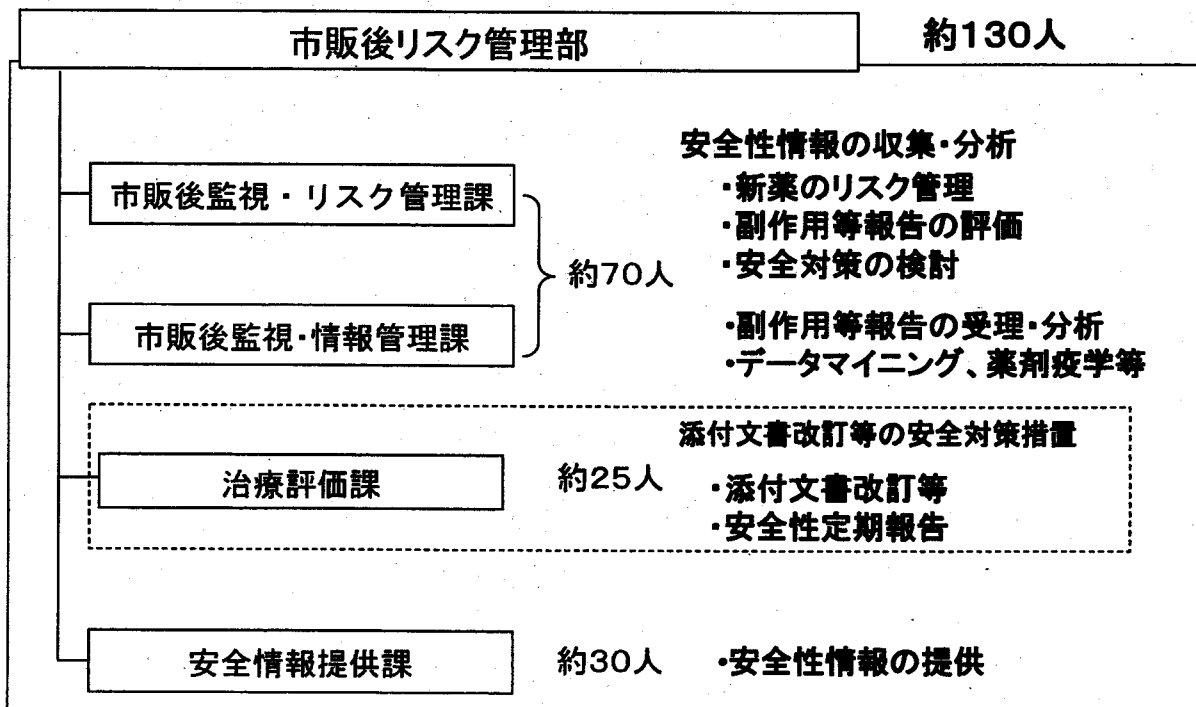 市販後リスク管理部 約130人
安全性情報の収集・分析
市販後監視・リスク管理課
・新薬のリスク管理
・副作用等報告の評価
・安全対策の検討
約70人
市販後監視・情報管理課
・副作用等報告の受理・分析
・データマイニング、薬剤疫学等
添付文書改訂等の安全対策措置
治療評価課 約25人
・添付文書改訂等
・安全性定期報告
安全情報提供課 約30人 ・安全性情報の提供